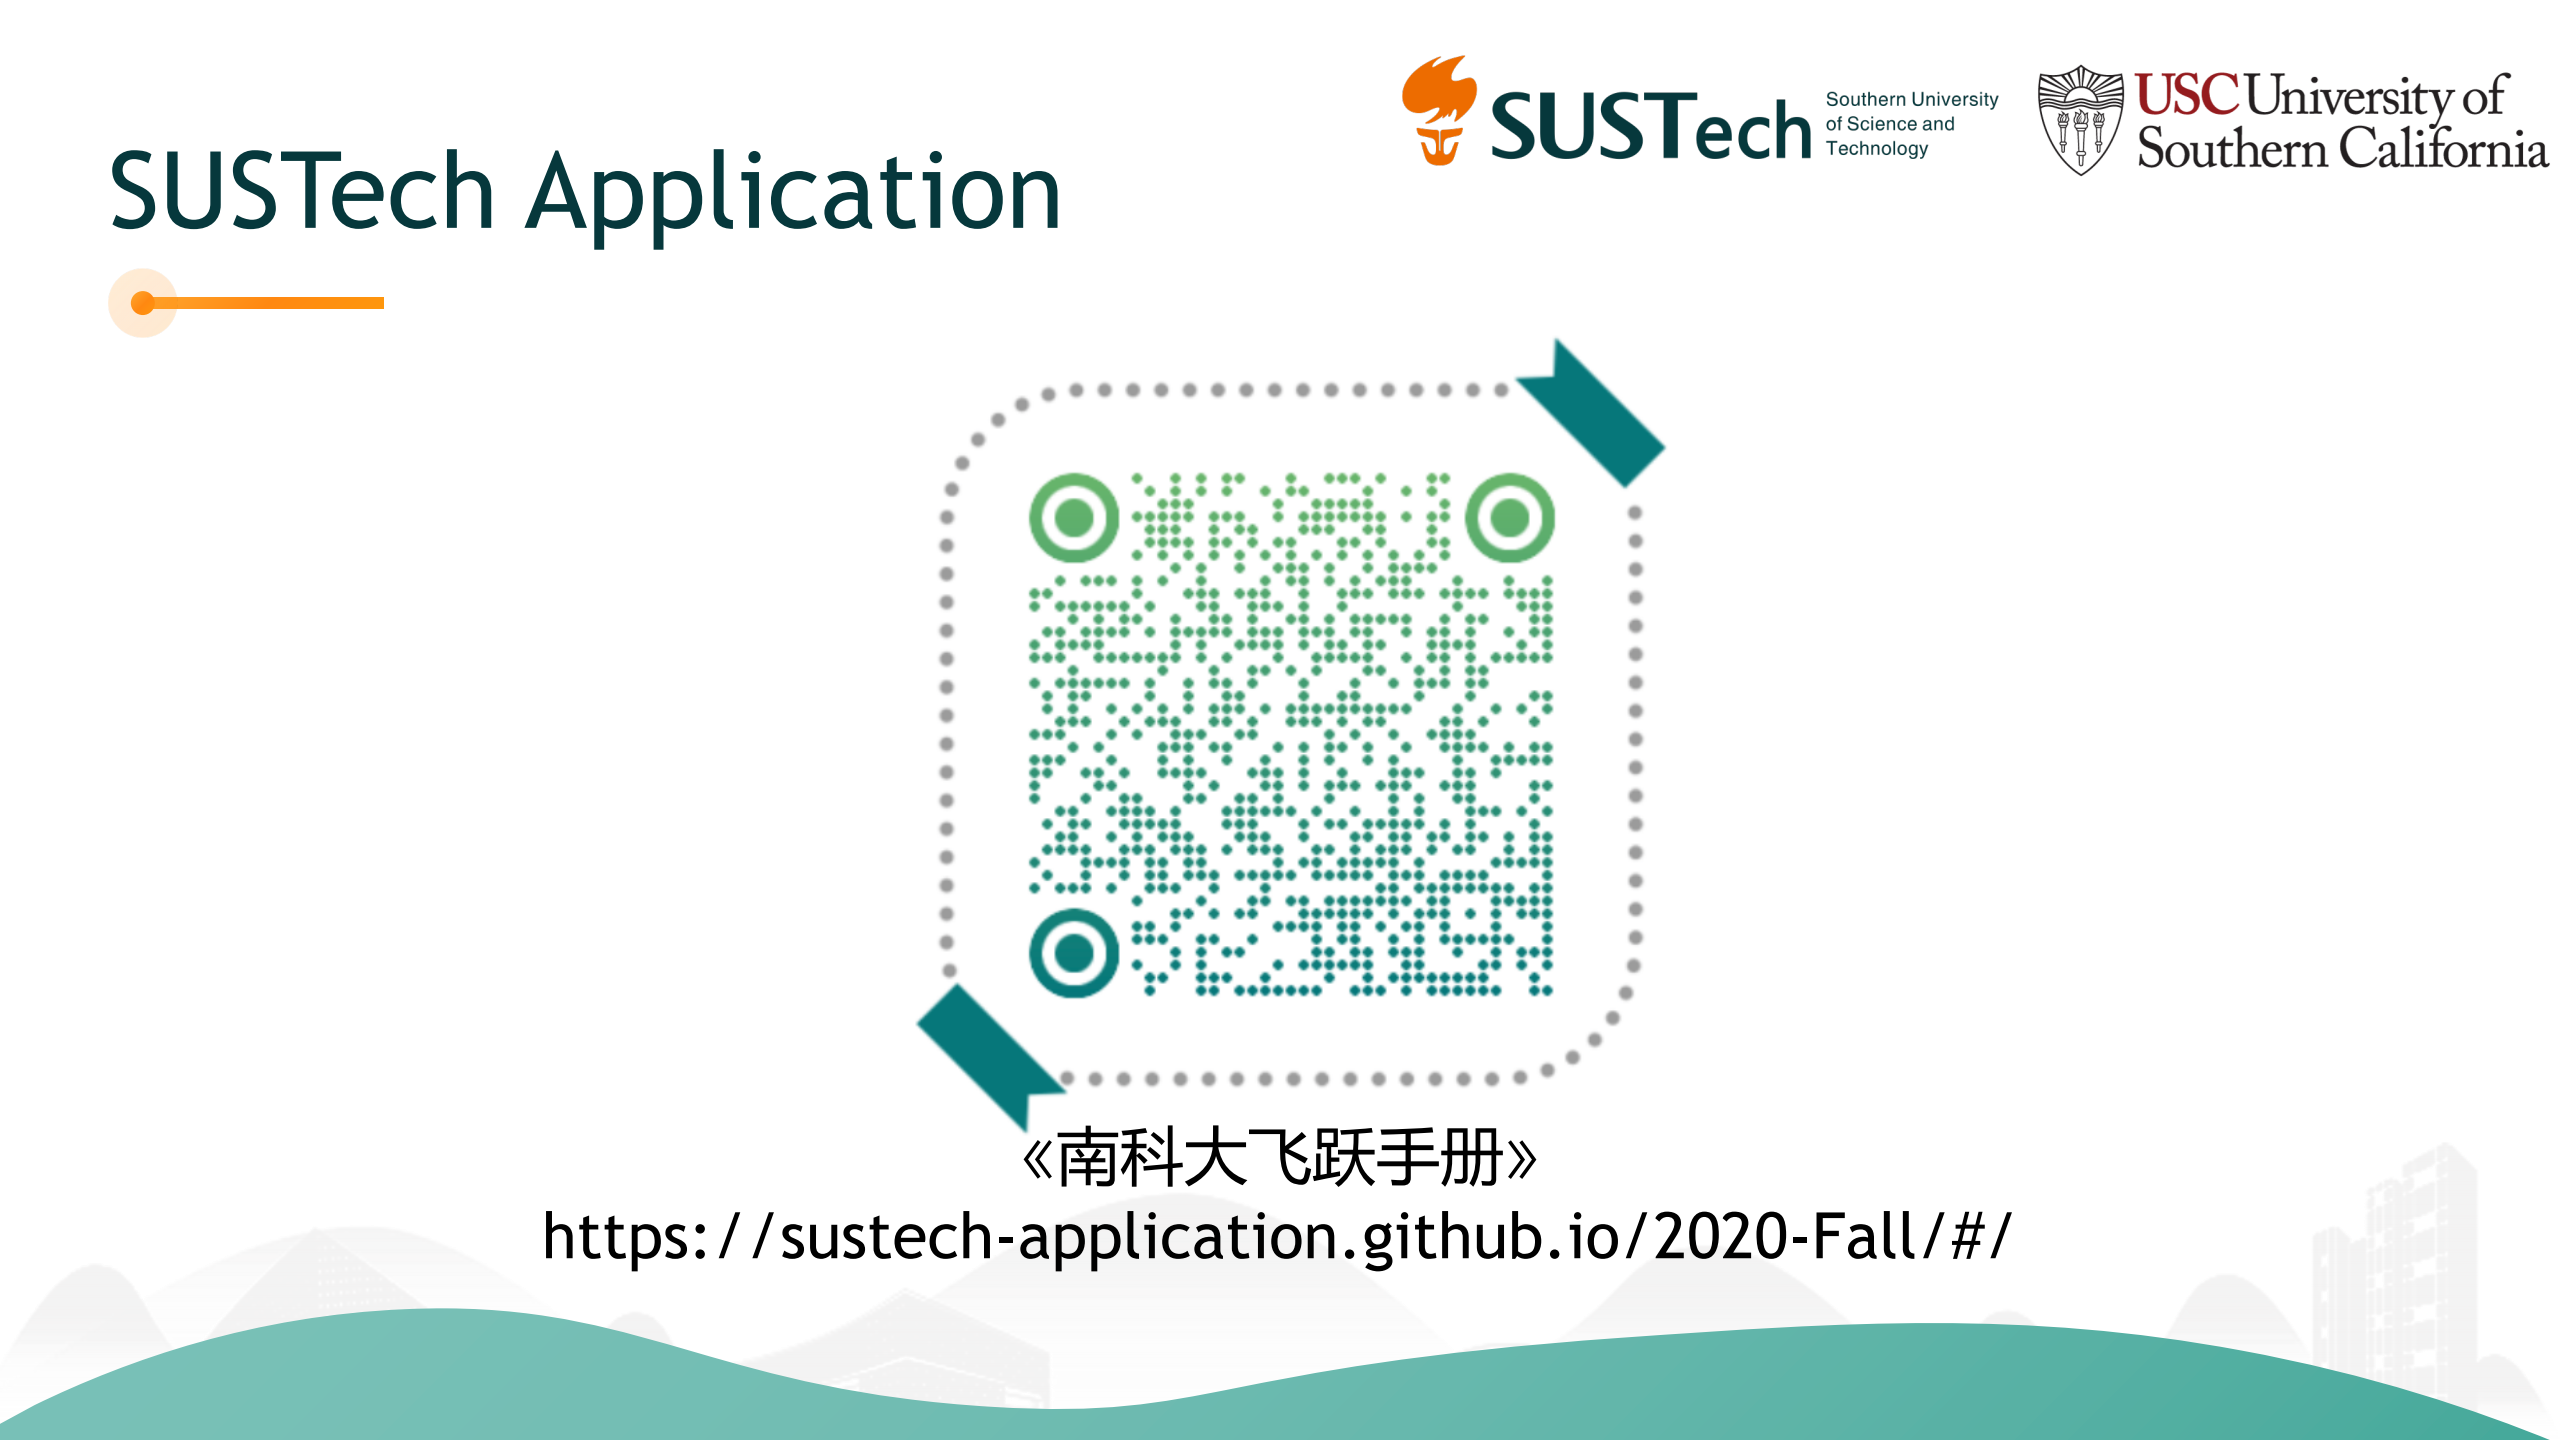 SUSTech
Southern University
of Science and
Technology
USC University of
Southern California
SUSTech Application
《南科大飞跃手册》
https://sustech-application.github.io/2020-Fall/#/